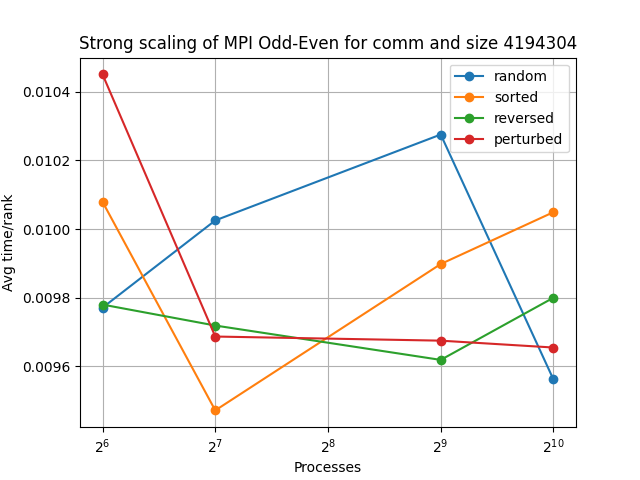 Strong scaling of MPI Odd-Even for comm and size 4194304
random
sorted
reversed
perturbed
0.0104
0.0102
0.0100
0.0098
0.0096
Avg time/rank
2^6 2^7 2^8 2^9 2^10
Processes